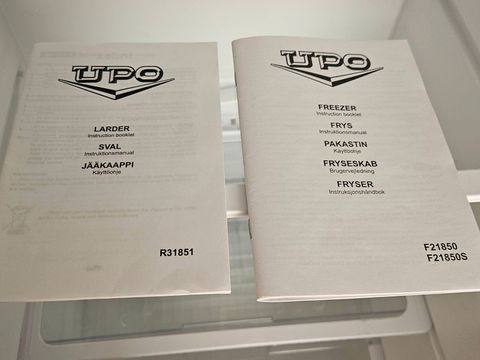 UPO
LARDER
Instruction booklet
SVAL
Instruktionsmanual
JÄÄKAAPPI
Käyttöohje
R31851
UPO
FREEZER
Instruction booklet
FRYS
Instruktionsmanual
PAKASTIN
Käyttöohje
FRYSESKAB
Brugervejledning
FRYSER
Instruksjonshåndbok
F21850
F21850S